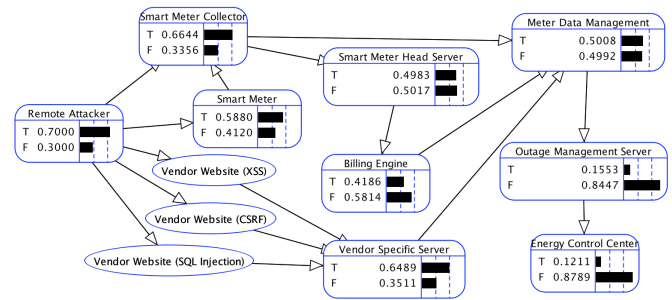 Smart Meter Collector
T 0.6644
F 0.3356
Meter Data Management
T 0.5008
F 0.4992
Smart Meter Head Server
T 0.4983
F 0.5017
Smart Meter
T 0.5880
F 0.4120
Remote Attacker
T 0.7000
F 0.3000
Vendor Website (XSS)
Billing Engine
T 0.4186
F 0.5814
Outage Management Server
T 0.1553
F 0.8447
Vendor Website (CSRF)
Vendor Website (SQL Injection)
Vendor Specific Server
T 0.6489
F 0.3511
Energy Control Center
T 0.1211
F 0.8789